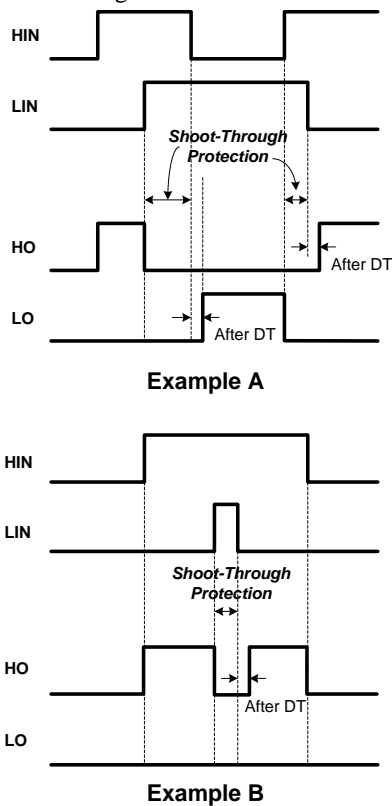 HIN
LIN
Shoot-Through
Protection
HO
After DT
LO
After DT
Example A
HIN
LIN
Shoot-Through
Protection
HO
After DT
LO
Example B